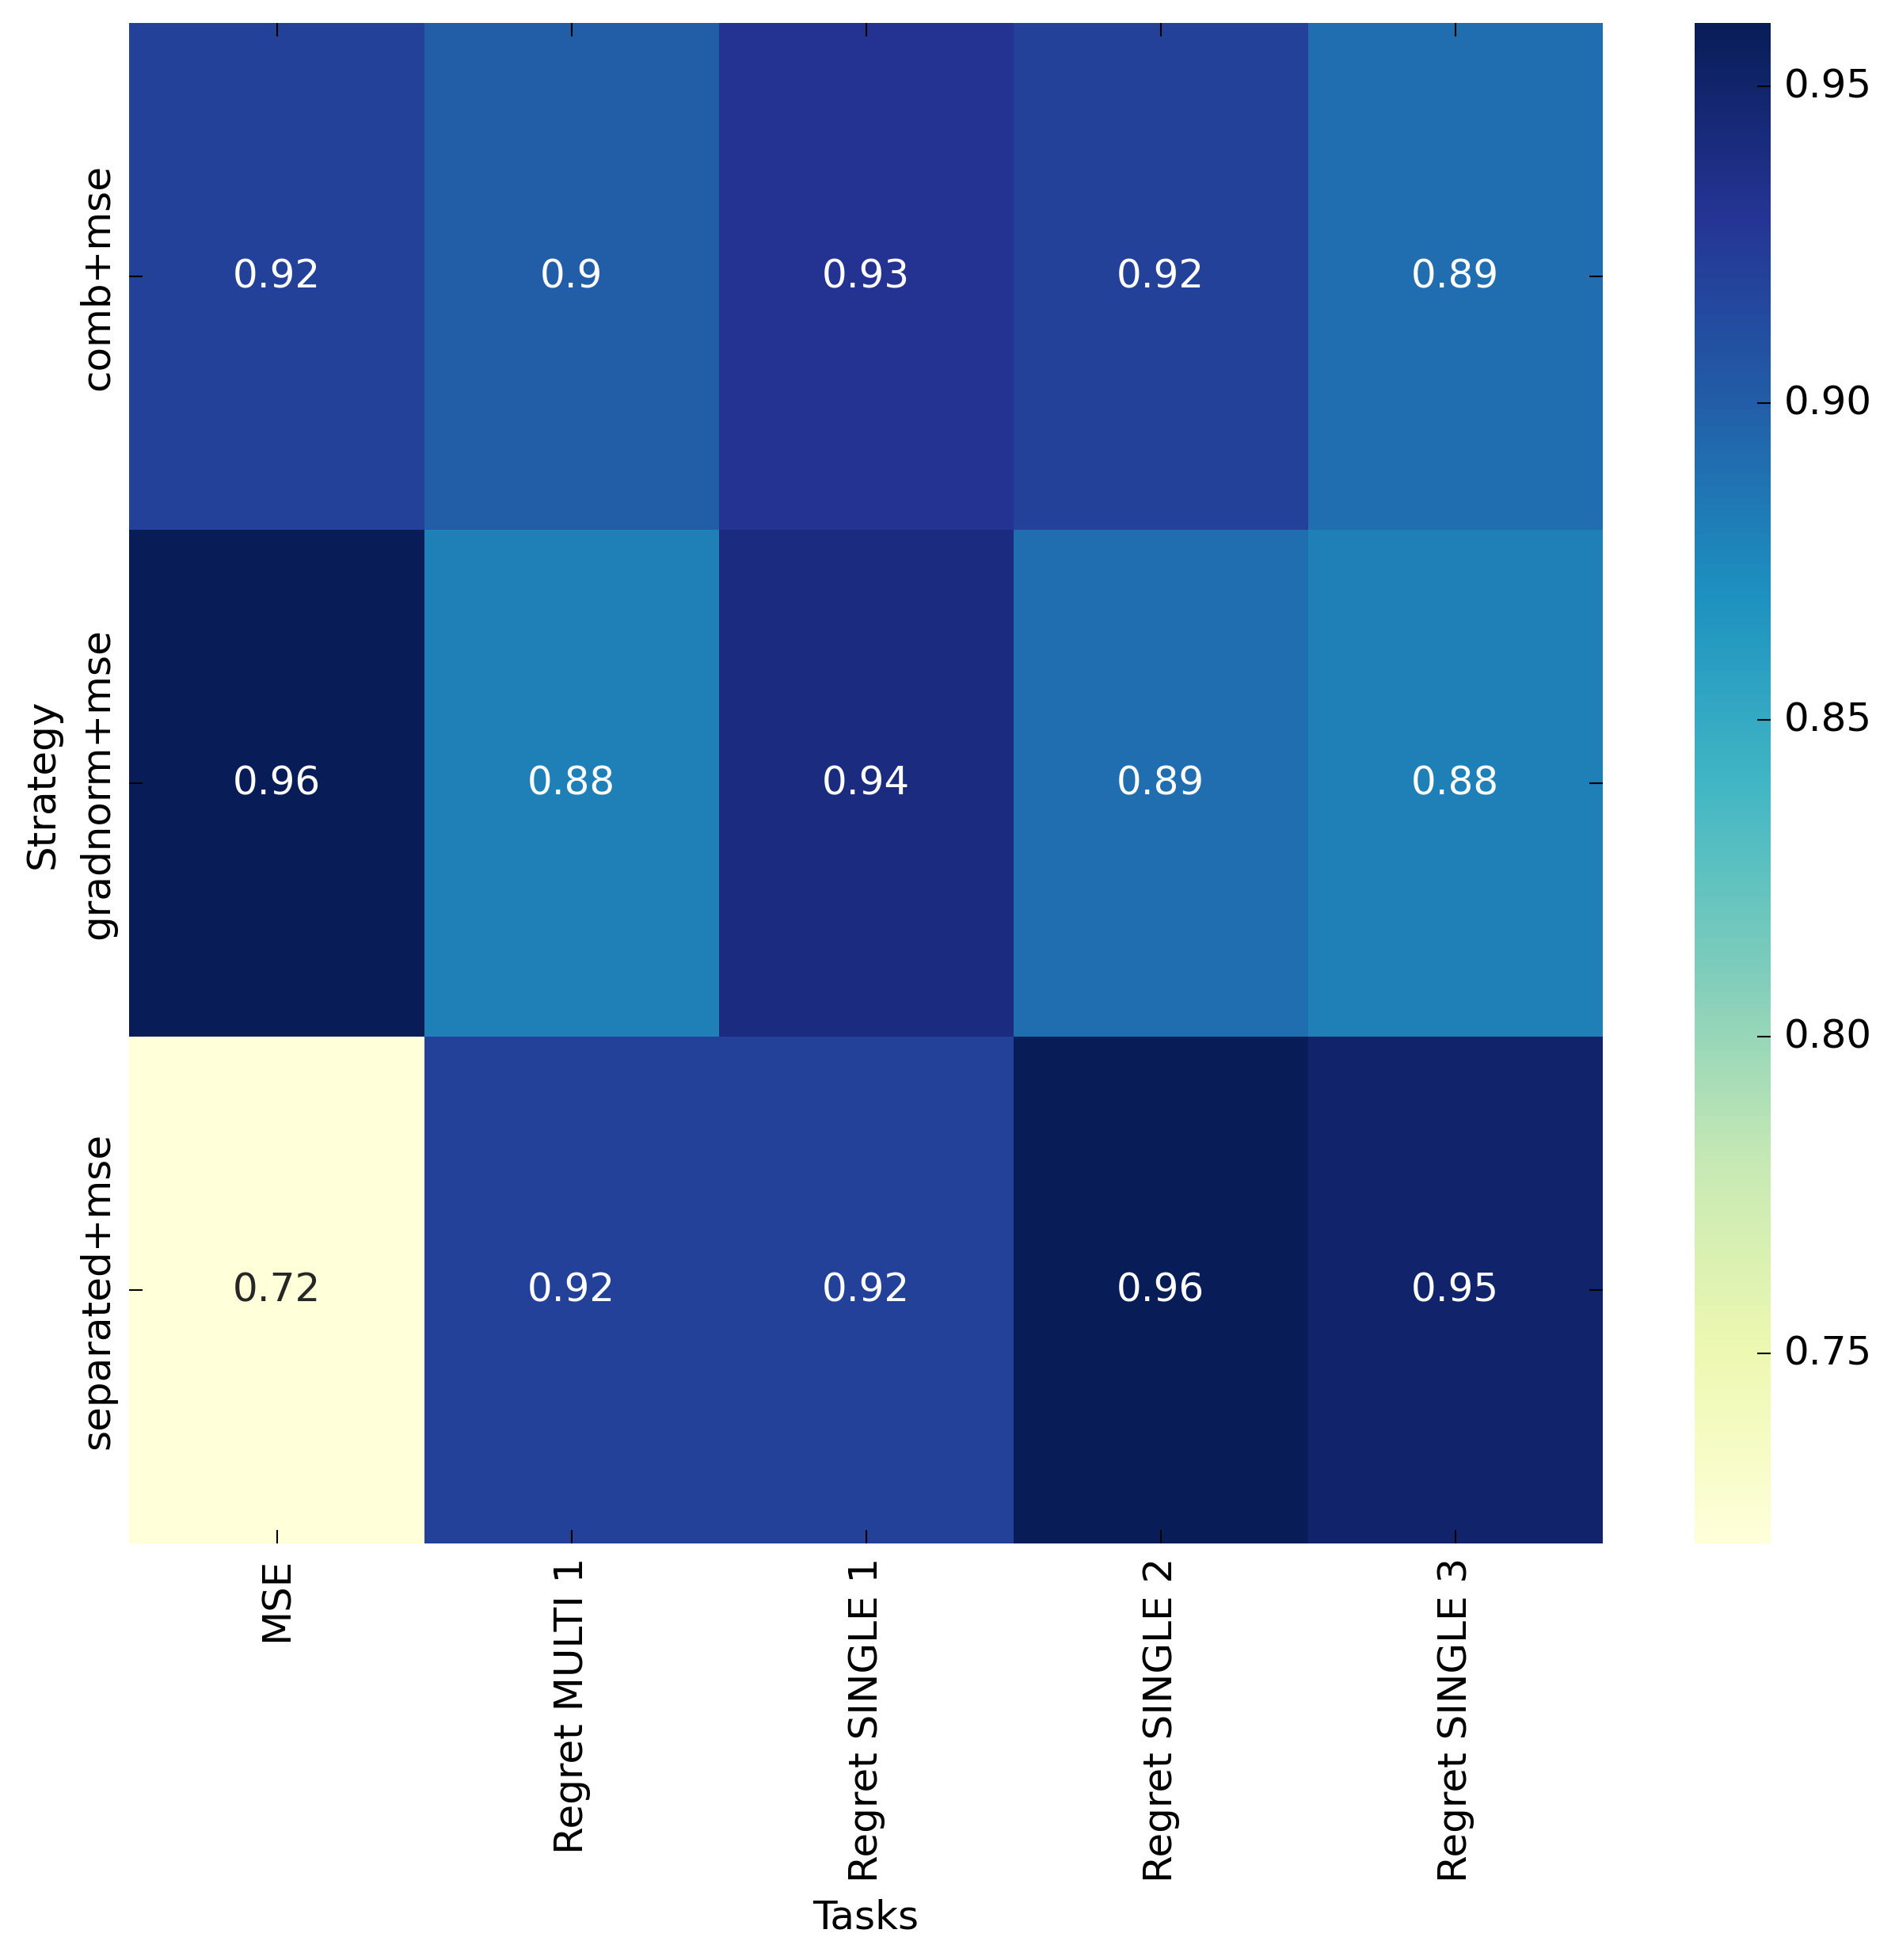 Strategy
comb+mse
gradnorm+mse
separated+mse
0.92 0.9 0.93 0.92 0.89
0.96 0.88 0.94 0.89 0.88
0.72 0.92 0.92 0.96 0.95
MSE
Regret MULTI 1
Regret SINGLE 1
Regret SINGLE 2
Regret SINGLE 3
Tasks
0.95
0.90
0.85
0.80
0.75